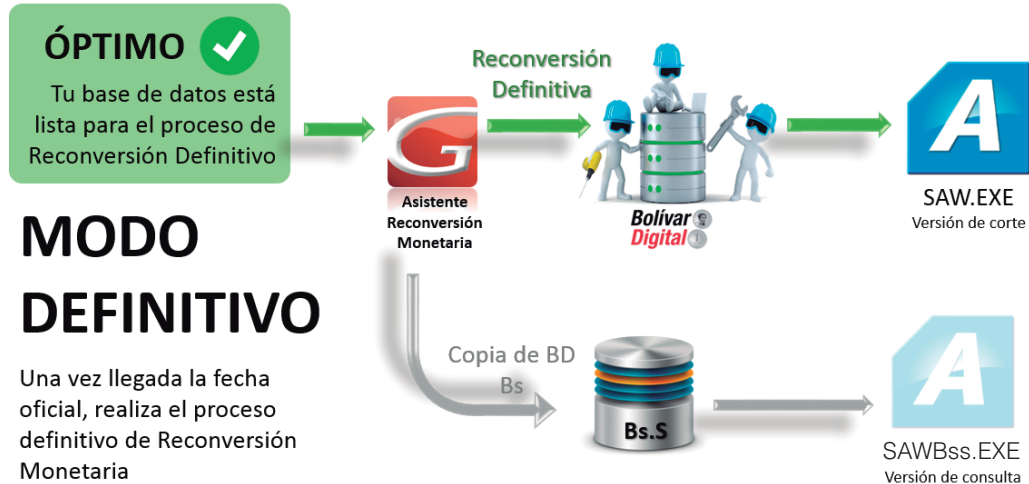 ÓPTIMO
Tu base de datos está
lista para el proceso de
Reconversión Definitivo
Reconversión
Definitiva
G
Asistente
Reconversión
Monetaria
Bolívar
Digital
A
SAW.EXE
Versión de corte
MODO
DEFINITIVO
Una vez llegada la fecha
oficial, realiza el proceso
definitivo de Reconversión
Monetaria
Copia de BD
Bs
Bs.S
A
SAWBss.EXE
Versión de consulta